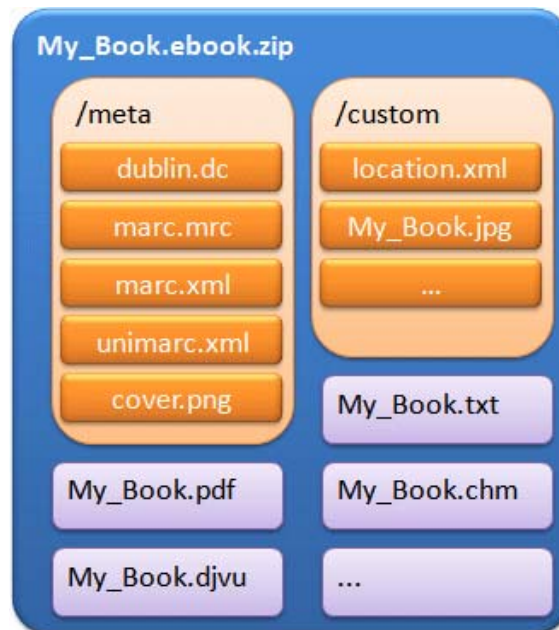 My_Book.ebook.zip
/meta
dublin.dc
marc.mrc
marc.xml
unimarc.xml
cover.png
/custom
location.xml
My_Book.jpg
...
My_Book.txt
My_Book.pdf
My_Book.chm
My_Book.djvu
...